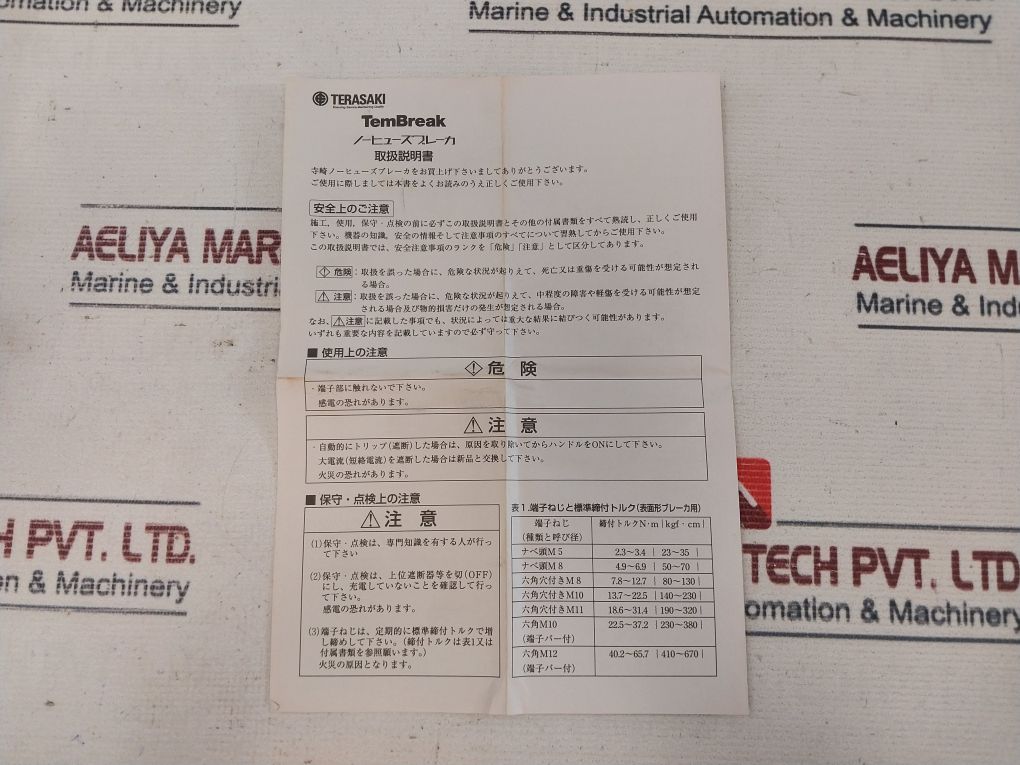 omation & Machinery
Marine & Industrial Automation & Machinery
AELIYA MAR
Marine & Industri
AELIYA M
Marine & Indu
H PVT. LTD.
n & Machinery
TECH PVT. LTD
omation & Machinery
TERASAKI
TemBreak
ノーヒューズブレーカ
取扱説明書
寺崎ノーヒューズブレーカをお買上げ下さいましてありがとうございます。
ご使用に際しましては本書をよくお読みのうえ正しくご使用下さい。
安全上のご注意
施工，使用，保守・点検の前に必ずこの取扱説明書とその他の付属書類をすべて熟読し、正しくご使用
下さい。機器の知識，安全の情報そして注意事項のすべてについて習熟してからご使用下さい。
この取扱説明書では、安全注意事項のランクを「危険」「注意」として区分してあります。
危険：取扱を誤った場合に、危険な状況が起りえて、死亡又は重傷を受ける可能性が想定され
る場合。
注意：取扱を誤った場合に、危険な状況が起りえて、中程度の障害や軽傷を受ける可能性が想定
される場合及び物的損害だけの発生が想定される場合。
なお、注意に記載した事項でも、状況によっては重大な結果に結びつく可能性があります。
いずれも重要な内容を記載していますので必ず守って下さい。
■ 使用上の注意
危 険
・端子部に触れないで下さい。
感電の恐れがあります。
注 意
・自動的にトリップ(遮断)した場合は、原因を取り除いてからハンドルをONにして下さい。
大電流(短絡電流)を遮断した場合は新品と交換して下さい。
火災の恐れがあります。
■ 保守・点検上の注意
注 意
(1)保守・点検は、専門知識を有する人が行っ
て下さい
(2)保守・点検は、上位遮断器等を切(OFF)
にし、充電していないことを確認して行っ
て下さい。
感電の恐れがあります。
(3)端子ねじは、定期的に標準締付トルクで増
し締めして下さい。(締付トルクは表1又は
付属書類を参照願います。)
火災の原因となります。
表1.端子ねじと標準締付トルク(表面形ブレーカ用)
端子ねじ 締付トルクN・m |kgf・cm|
(種類と呼び径)
ナベ頭M 5 2.3～3.4 | 23～35 |
ナベ頭M 8 4.9～6.9 | 50～70 |
六角穴付きM 8 7.8～12.7 | 80～130 |
六角穴付きM10 13.7～22.5 |140～230|
六角穴付きM11 18.6～31.4 |190～320|
六角M10 22.5～37.2 |230～380|
(端子バー付)
六角M12 40.2～65.7 |410～670|
(端子バー付)